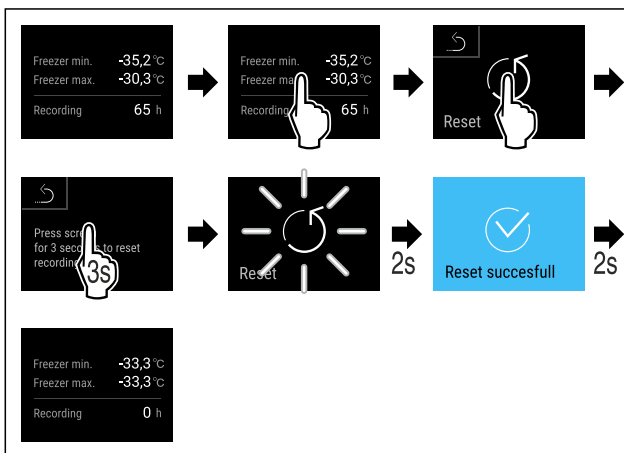 Freezer min. -35,2 °C
Freezer max. -30,3 °C
Recording 65 h
Freezer min. -35,2 °C
Freezer ma -30,3 °C
Recording 65 h
Reset
Press scre
for 3 sec s to reset
recording
3s
Reset
2s
Reset succesfull
2s
Freezer min. -33,3 °C
Freezer max. -33,3 °C
Recording 0 h